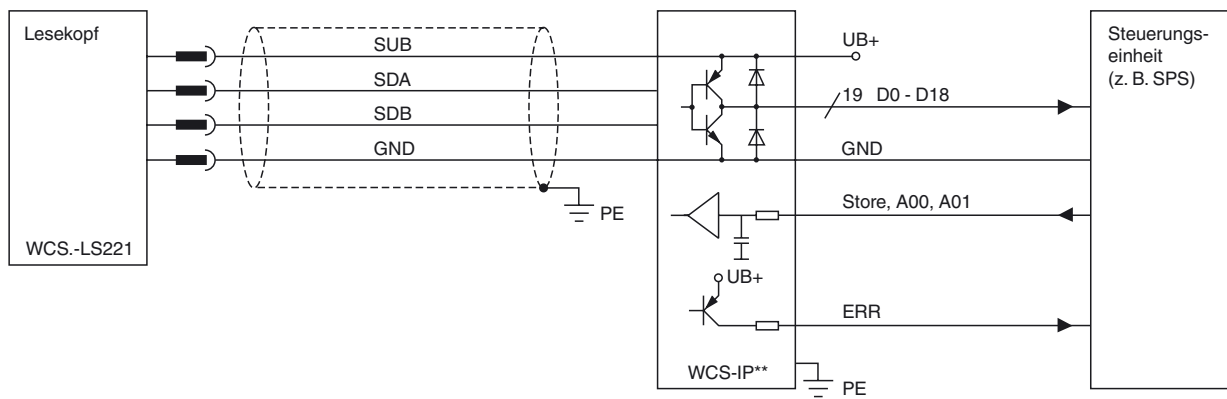 Lesekopf
WCS.-LS221
SUB
SDA
SDB
GND
PE
UB+
19 D0 - D18
GND
Store, A00, A01
UB+
ERR
WCS-IP**
PE
Steuerungs-
einheit
(z. B. SPS)